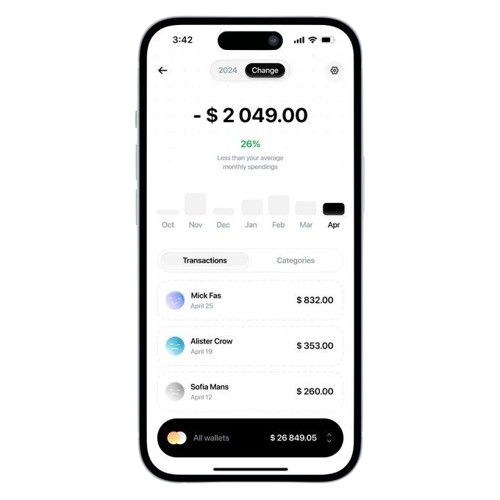 3:42
2024 Change
- $ 2 049.00
26%
Less than your average
monthly spendings
Oct Nov Dec Jan Feb Mar Apr
Transactions Categories
Mick Fas
April 25
$ 832.00
Alister Crow
April 19
$ 353.00
Sofia Mans
April 12
$ 260.00
All wallets $ 26 849.05